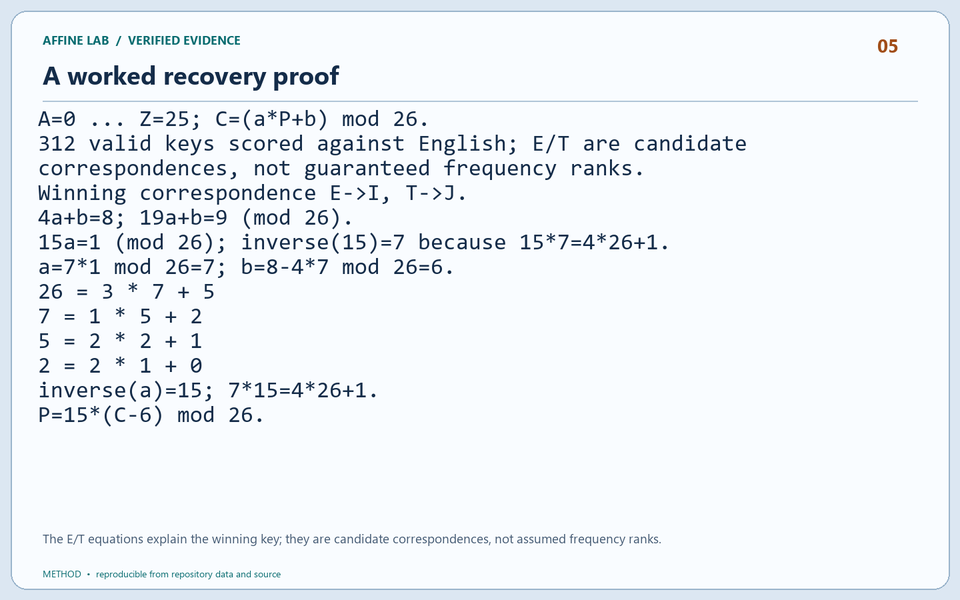 AFFINE LAB / VERIFIED EVIDENCE
05
A worked recovery proof
A=0 ... Z=25; C=(a*P+b) mod 26.
312 valid keys scored against English; E/T are candidate
correspondences, not guaranteed frequency ranks.
Winning correspondence E->I, T->J.
4a+b=8; 19a+b=9 (mod 26).
15a=1 (mod 26); inverse(15)=7 because 15*7=4*26+1.
a=7*1 mod 26=7; b=8-4*7 mod 26=6.
26 = 3 * 7 + 5
7 = 1 * 5 + 2
5 = 2 * 2 + 1
2 = 2 * 1 + 0
inverse(a)=15; 7*15=4*26+1.
P=15*(C-6) mod 26.
The E/T equations explain the winning key; they are candidate correspondences, not assumed frequency ranks.
METHOD • reproducible from repository data and source